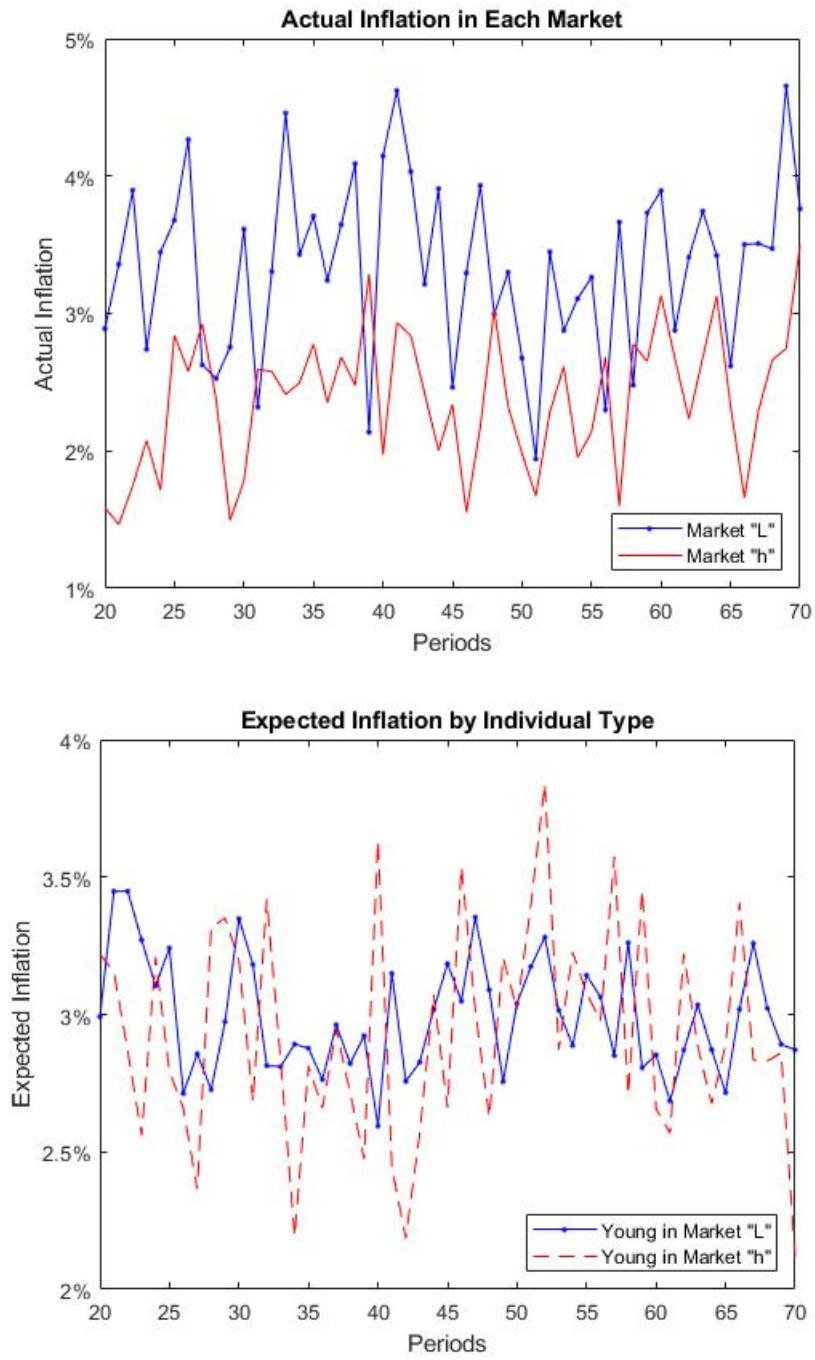 Actual Inflation in Each Market
5%
4%
3%
2%
1%
Actual Inflation
Market "L"
Market "h"
20 25 30 35 40 45 50 55 60 65 70
Periods
Expected Inflation by Individual Type
4%
3.5%
3%
2.5%
2%
Expected Inflation
Young in Market "L"
Young in Market "h"
20 25 30 35 40 45 50 55 60 65 70
Periods